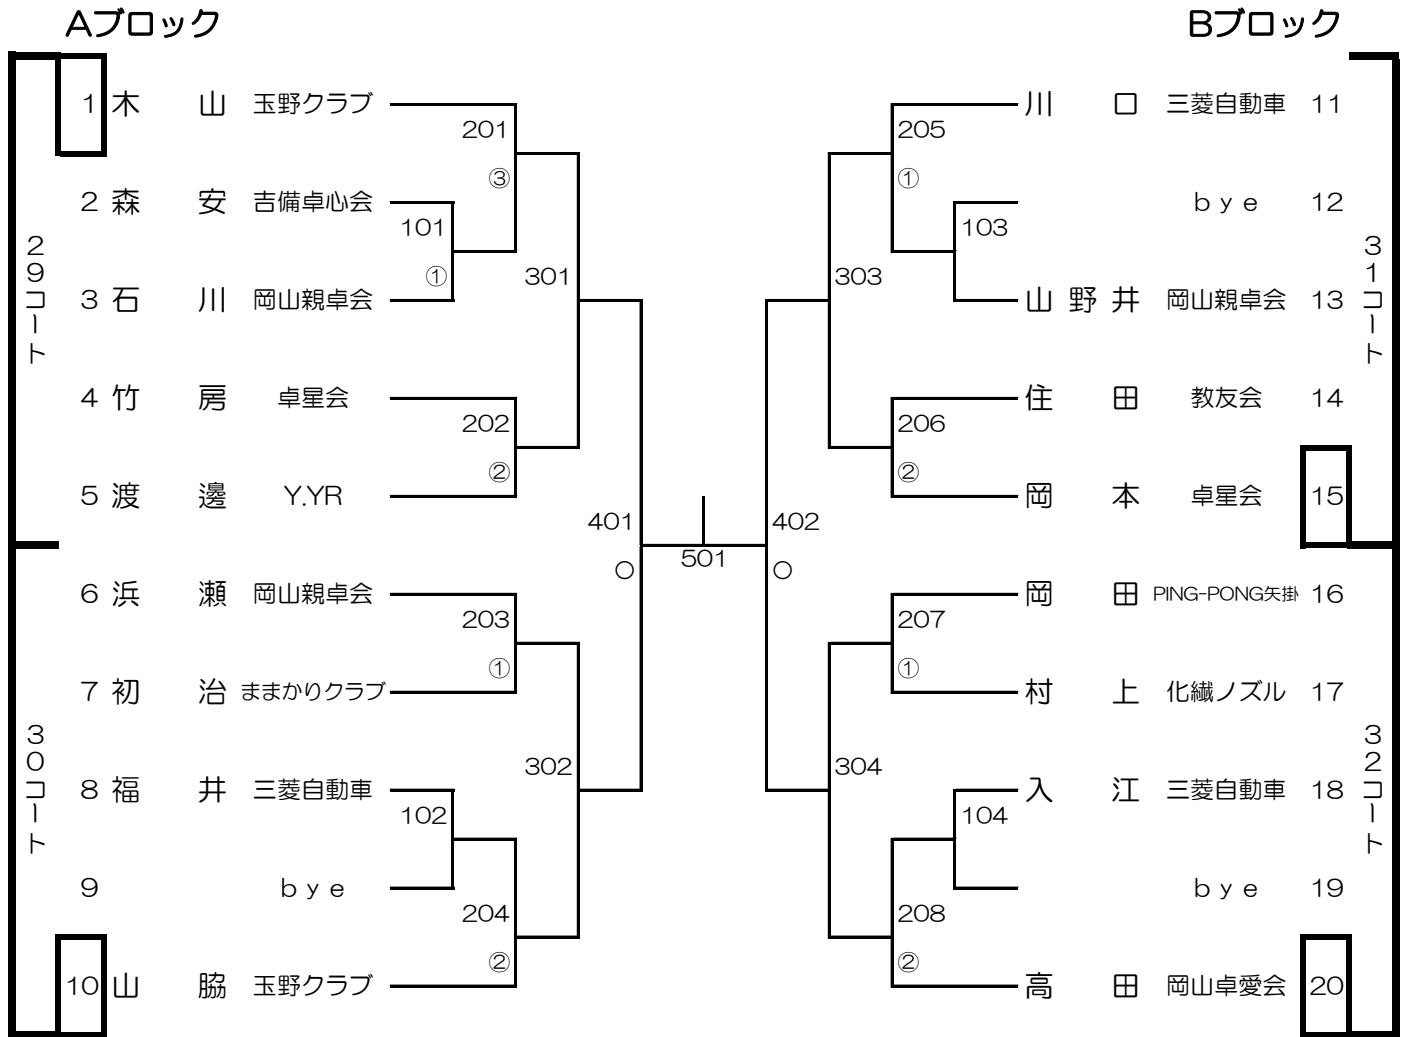 Aブロック
Bブロック
29コート
30コート
1 木 山 玉野クラブ
2 森 安 吉備卓心会
3 石 川 岡山親卓会
4 竹 房 卓星会
5 渡 邊 Y.YR
6 浜 瀬 岡山親卓会
7 初 治 ままかりクラブ
8 福 井 三菱自動車
9 bye
10 山 脇 玉野クラブ
201
③
101
①
301
202
②
401
○
203
①
302
102
204
②
501
402
○
205
①
103
303
206
②
207
①
304
104
208
②
川 口 三菱自動車 11
bye 12
山 野 井 岡山親卓会 13
住 田 教友会 14
岡 本 卓星会 15
岡 田 PING-PONG矢掛 16
村 上 化繊ノズル 17
入 江 三菱自動車 18
bye 19
高 田 岡山卓愛会 20
31コート
32コート